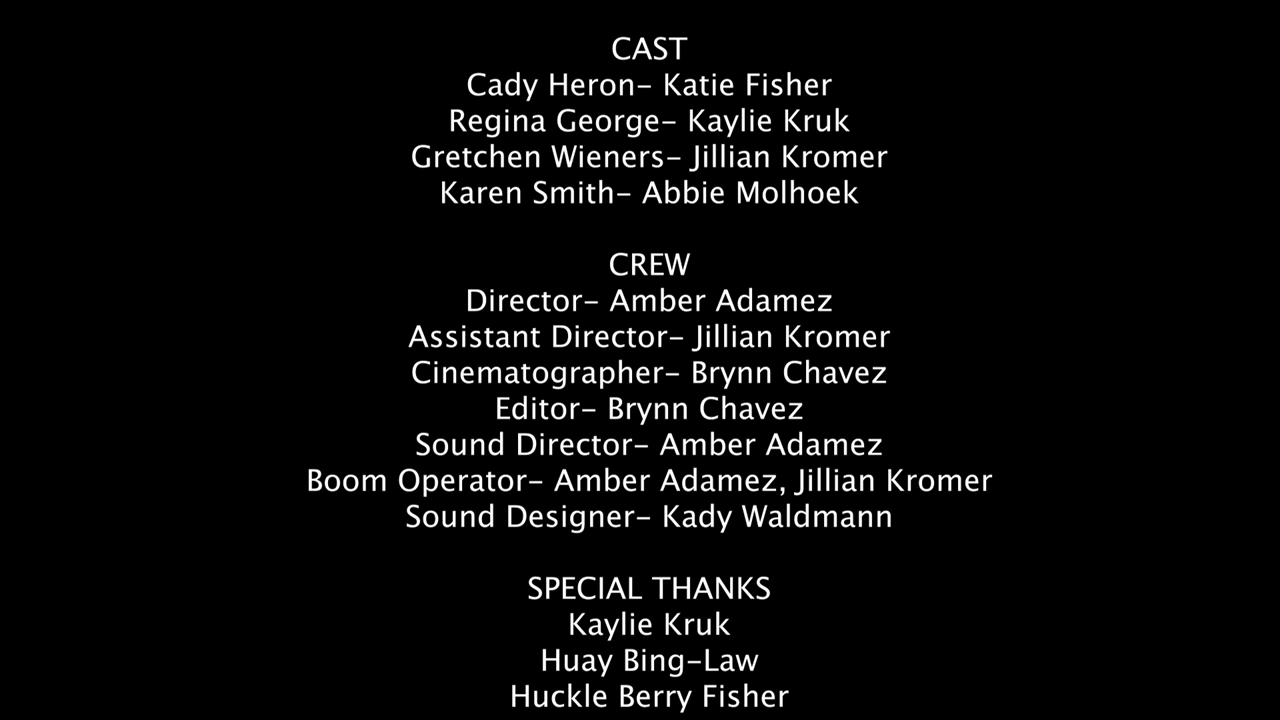 CAST
Cady Heron- Katie Fisher
Regina George- Kaylie Kruk
Gretchen Wieners- Jillian Kromer
Karen Smith- Abbie Molhoek
CREW
Director- Amber Adamez
Assistant Director- Jillian Kromer
Cinematographer- Brynn Chavez
Editor- Brynn Chavez
Sound Director- Amber Adamez
Boom Operator- Amber Adamez, Jillian Kromer
Sound Designer- Kady Waldmann
SPECIAL THANKS
Kaylie Kruk
Huay Bing-Law
Huckle Berry Fisher